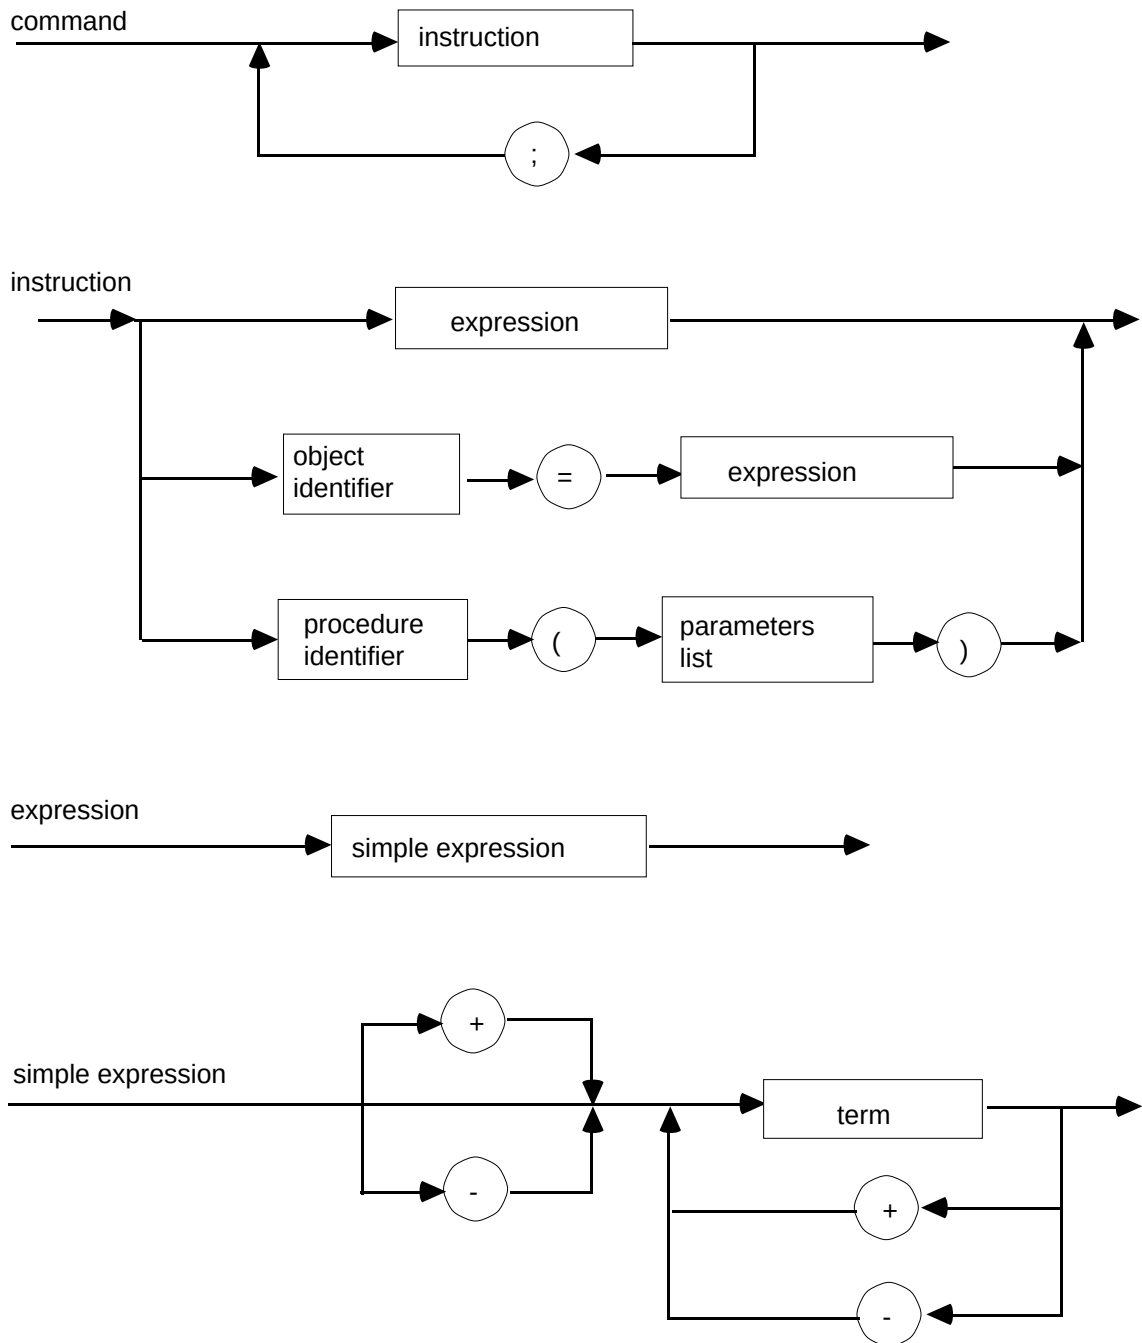 command
instruction
;
instruction
expression
object
identifier
=
expression
procedure
identifier
(
parameters
list
)
expression
simple expression
+
simple expression
term
-
+
-